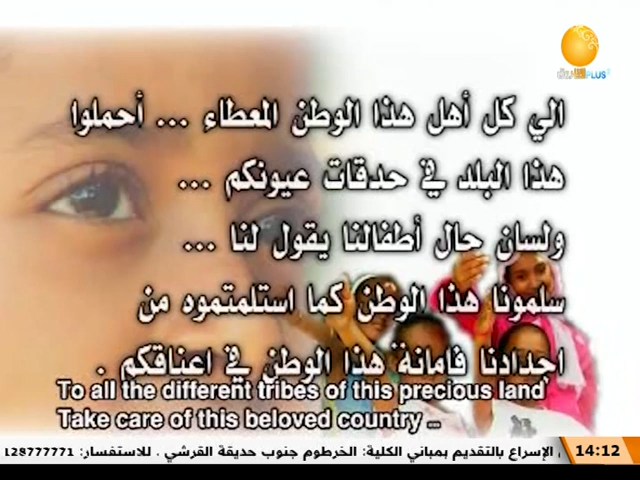 PLUS
الي كل أهل هذا الوطن المعطاء ... أحملوا
هذا البلد في حدقات عيونكم ...
ولسان حال أطفالنا يقول لنا ...
سلمونا هذا الوطن كما استلمتموه من
اجدادنا فامانة هذا الوطن في اعناقكم .
To all the different tribes of this precious land
Take care of this beloved country ...
الإسراع بالتقديم بمباني الكلية: الخرطوم جنوب حديقة القرشي . للاستفسار: 128777771
14:12